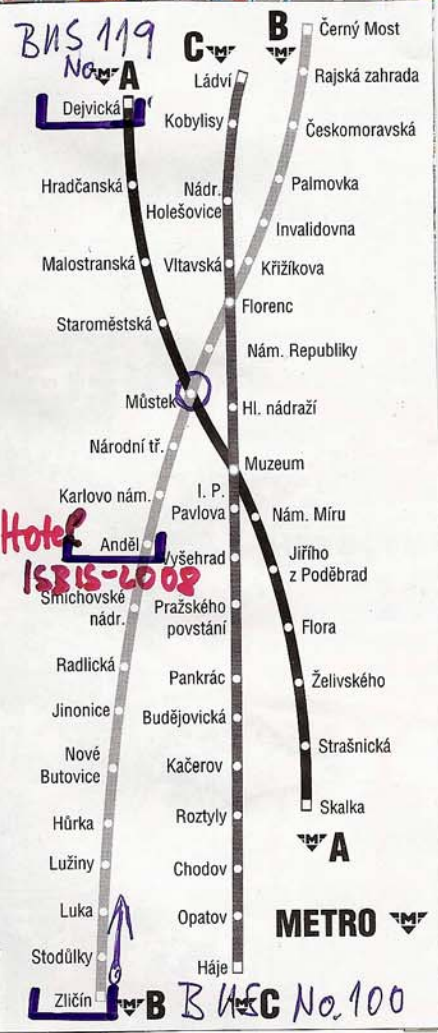 BUS 119
No
A
Dejvická
Hradčanská
Malostranská
Staroměstská
Můstek
Národní tř.
Karlovo nám.
Hotel
Anděl
ISBIS-2008
Smíchovské
nádr.
Radlická
Jinonice
Nové
Butovice
Hůrka
Lužiny
Luka
Stodůlky
Zličín
B
C
Ládví
Kobylisy
Nádr.
Holešovice
Vltavská
I. P.
Pavlova
Vyšehrad
Pražského
povstání
Pankrác
Budějovická
Kačerov
Roztyly
Chodov
Opatov
Háje
C
BUS No. 100
B
Černý Most
Rajská zahrada
Českomoravská
Palmovka
Invalidovna
Křižíkova
Florenc
Nám. Republiky
Hl. nádraží
Muzeum
Nám. Míru
Jiřího
z Poděbrad
Flora
Želivského
Strašnická
Skalka
A
METRO M